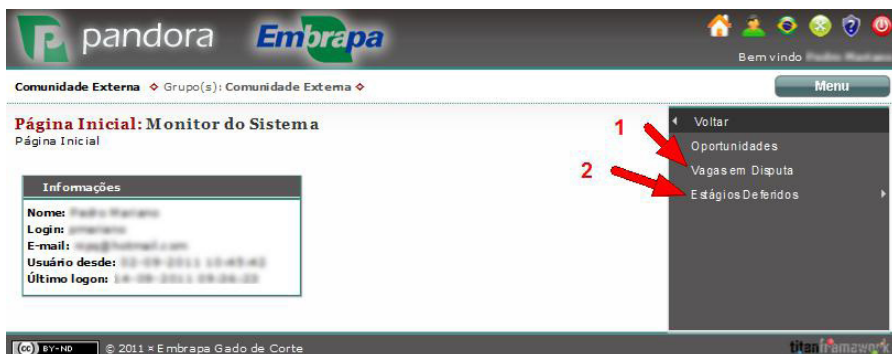 pandora Embrapa
Bem vindo
Comunidade Externa Grupo(s): Comunidade Externa
Menu
Página Inicial: Monitor do Sistema
Página Inicial
Informações
Nome:
Login:
E-mail:
Usuário desde:
Último logon:
1
2
Voltar
Oportunidades
Vagas em Disputa
Estágios Deferidos
(cc) BY-ND © 2011 × Embrapa Gado de Corte
titanframework